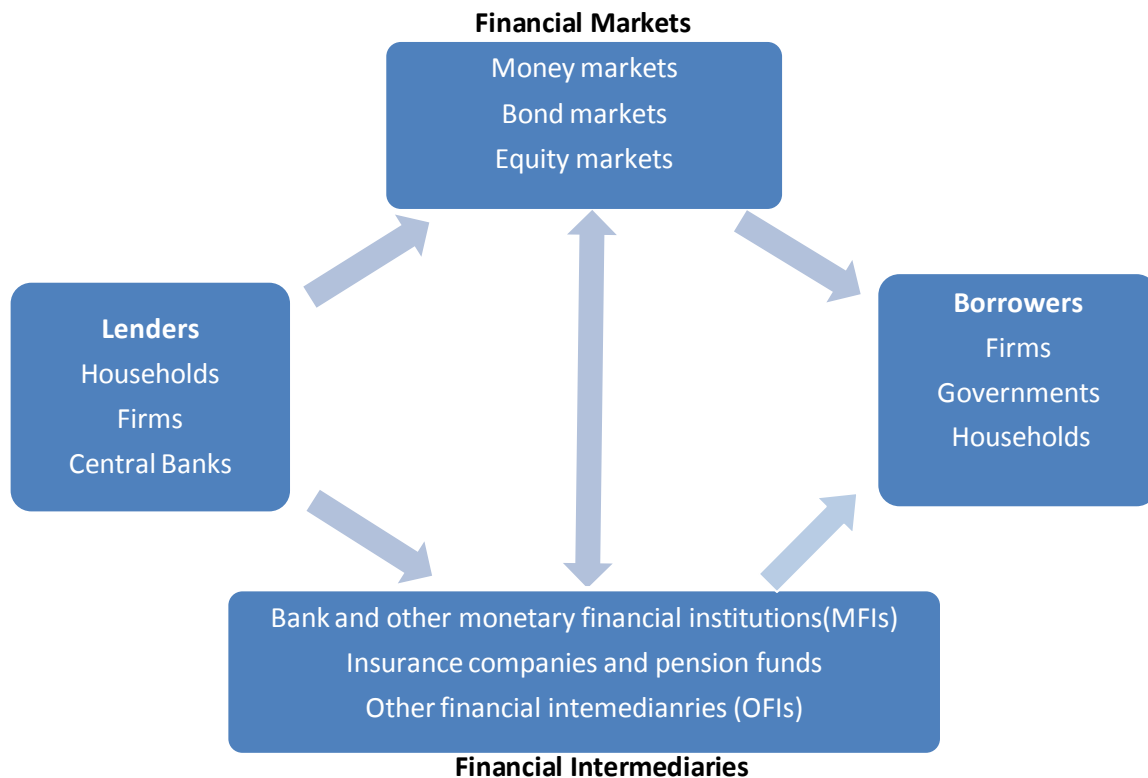 Financial Markets
Money markets
Bond markets
Equity markets
Lenders
Households
Firms
Central Banks
Borrowers
Firms
Governments
Households
Bank and other monetary financial institutions(MFIs)
Insurance companies and pension funds
Other financial intemedianries (OFIs)
Financial Intermediaries